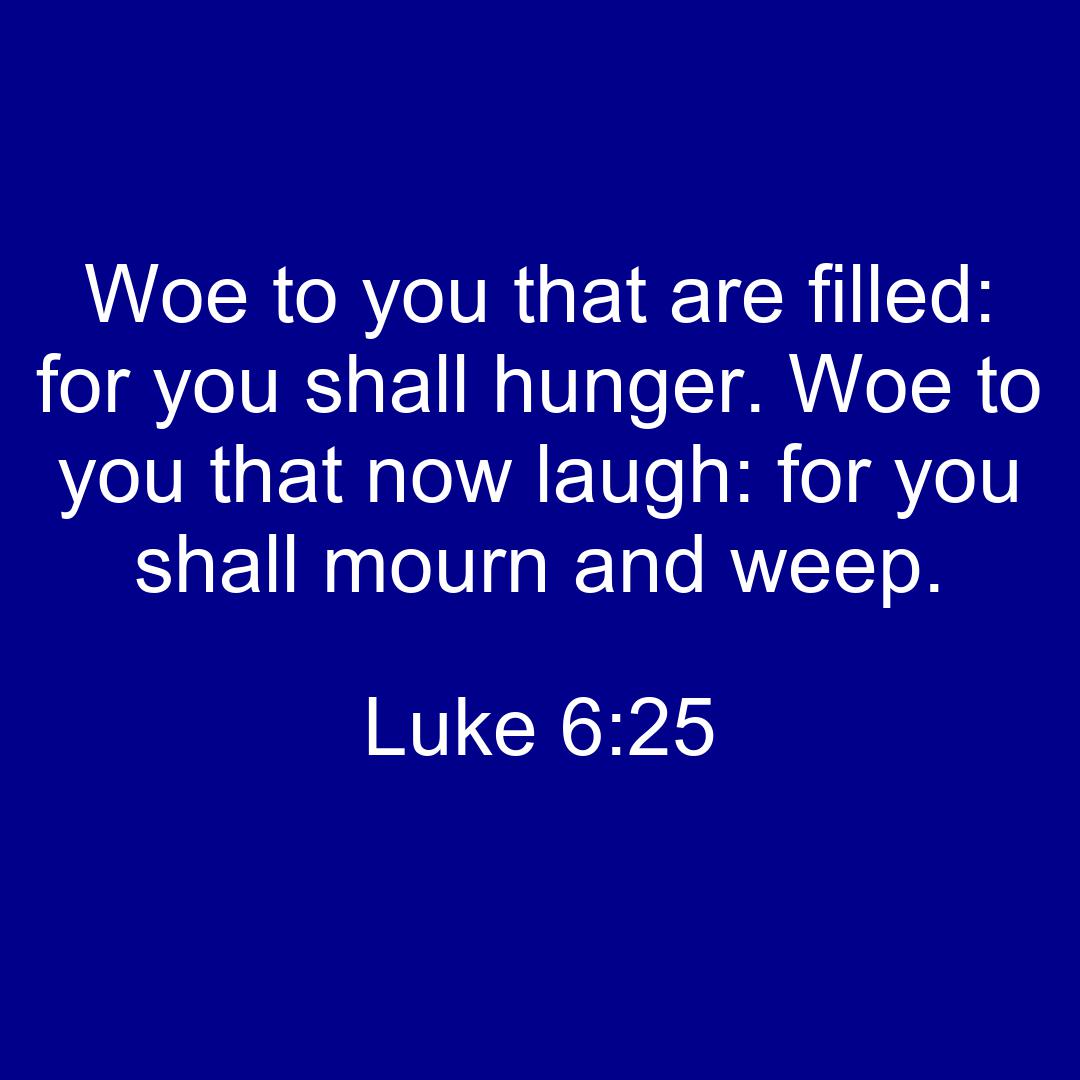 Woe to you that are filled:
for you shall hunger. Woe to
you that now laugh: for you
shall mourn and weep.
Luke 6:25